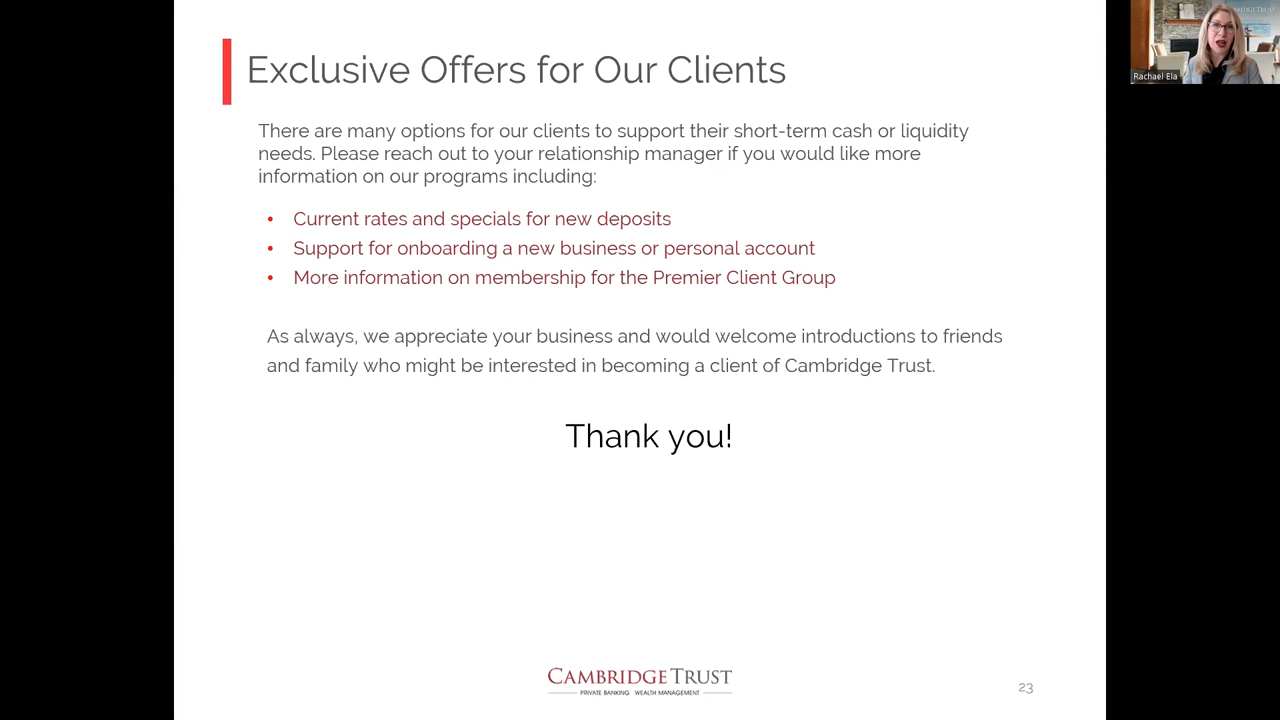 Exclusive Offers for Our Clients
There are many options for our clients to support their short-term cash or liquidity
needs. Please reach out to your relationship manager if you would like more
information on our programs including:
• Current rates and specials for new deposits
• Support for onboarding a new business or personal account
• More information on membership for the Premier Client Group
As always, we appreciate your business and would welcome introductions to friends
and family who might be interested in becoming a client of Cambridge Trust.
Thank you!
CAMBRIDGE TRUST
PRIVATE BANKING WEALTH MANAGEMENT
23
Rachael Ela